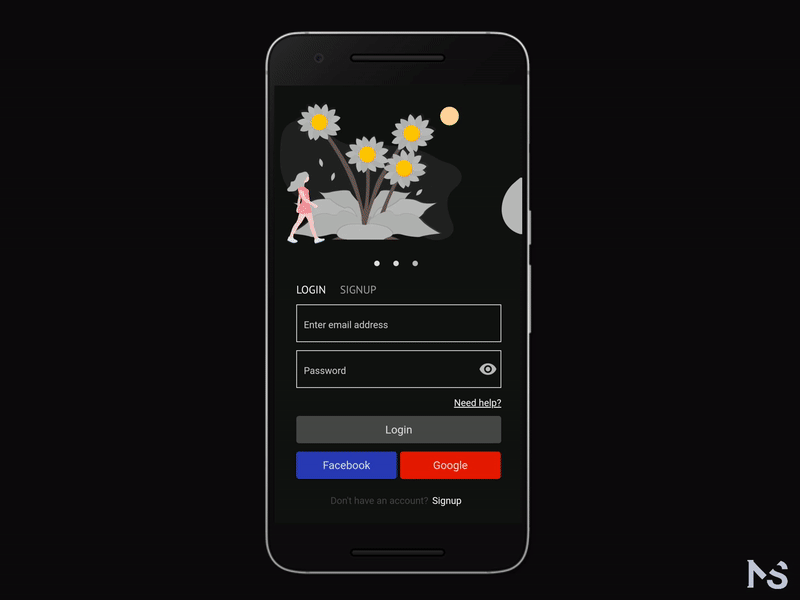 LOGIN SIGNUP
Enter email address
Password
Need help?
Login
Facebook Google
Don't have an account? Signup
NS